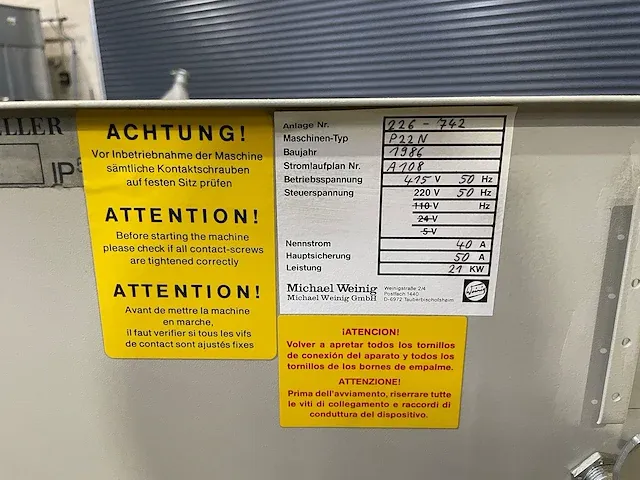 LLER
IP5
ACHTUNG!
Vor Inbetriebnahme der Maschine
sämtliche Kontaktschrauben
auf festen Sitz prüfen
ATTENTION!
Before starting the machine
please check if all contact-screws
are tightened correctly
ATTENTION!
Avant de mettre la machine
en marche,
il faut verifier si tous les vifs
de contact sont ajustés fixes
Anlage Nr. 226-742
Maschinen-Typ P22N
Baujahr 1986
Stromlaufplan Nr. A108
Betriebsspannung 415 V 50 Hz
Steuerspannung 220 V 50 Hz
110 V Hz
24 V
5 V
Nennstrom 40 A
Hauptsicherung 50 A
Leistung 21 KW
Michael Weinig
Michael Weinig GmbH
Weinigstraße 2/4
Postfach 1440
D-6972 Tauberbischofsheim
¡ATENCION!
Volver a apretar todos los tornillos
de conexión del aparato y todos los
tornillos de los bornes de empalme.
ATTENZIONE!
Prima dell'avviamento, riserrare tutte
le viti di collegamento e raccordi di
conduttura del dispositivo.